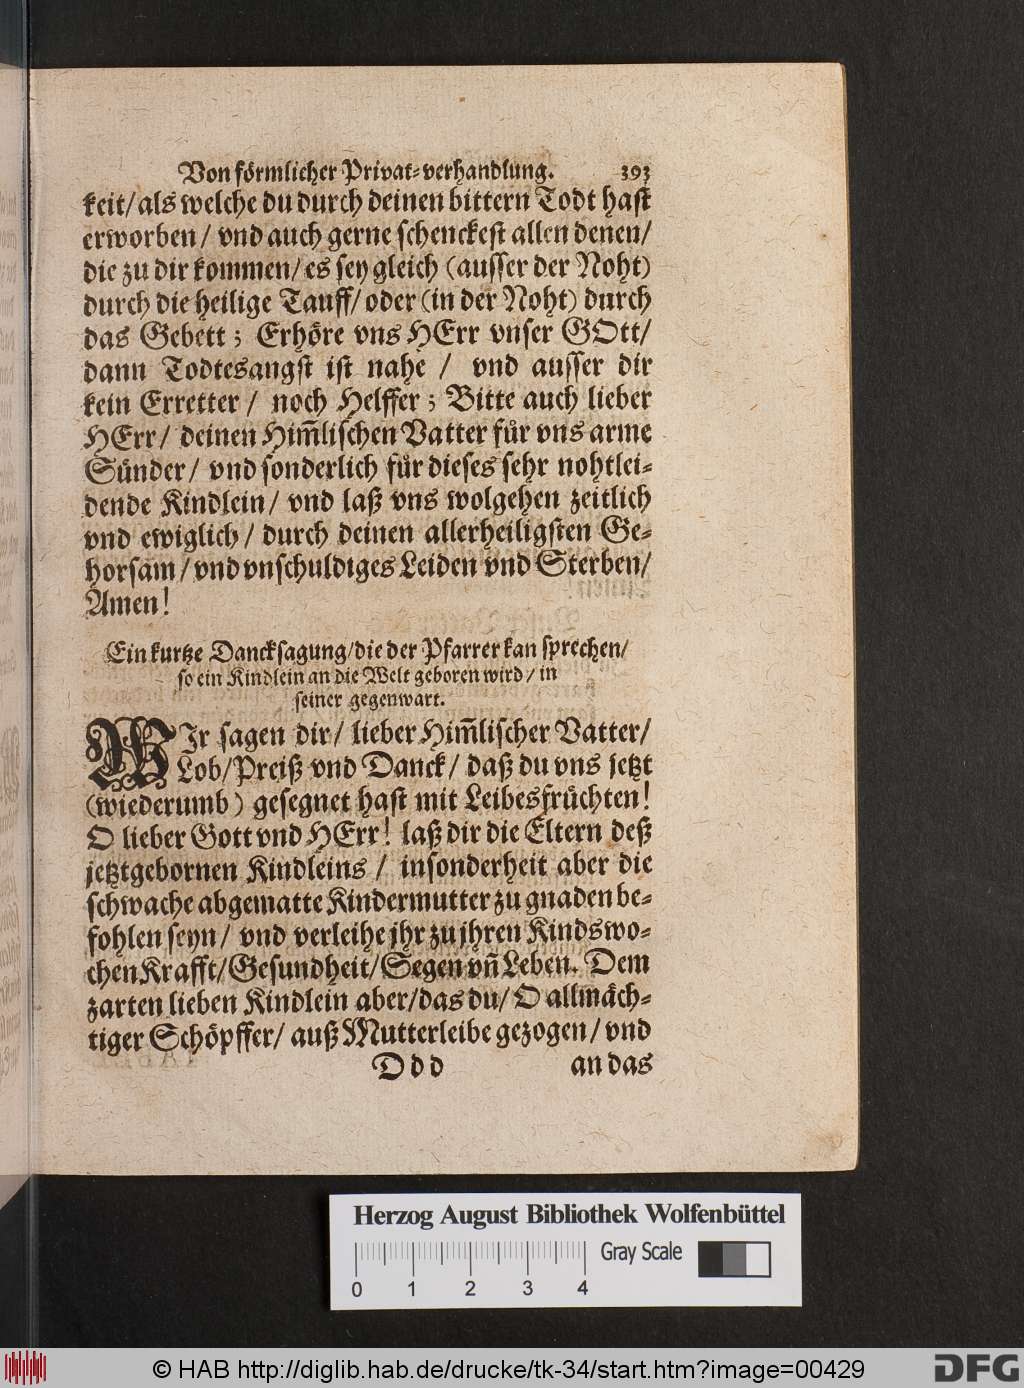 Von förmlicher Privat-verhandlung. 393
keit/ als welche du durch deinen bittern Todt hast
erworben/ vnd auch gerne schenckest allen denen/
die zu dir kommen/ es sey gleich (ausser der Noht)
durch die heilige Tauff/ oder (in der Noht) durch
das Gebett; Erhöre vns HErr vnser GOtt/
dann Todtesangst ist nahe / vnd ausser dir
kein Erretter / noch Helffer; Bitte auch lieber
HErr/ deinen Him̄lischen Vatter für vns arme
Sünder/ vnd sonderlich für dieses sehr nohtlei-
dende Kindlein/ vnd laß vns wolgehen zeitlich
vnd ewiglich/ durch deinen allerheiligsten Ge-
horsam/ vnd vnschuldiges Leiden vnd Sterben/
Amen!
Ein kurtze Dancksagung/ die der Pfarrer kan sprechen/
so ein Kindlein an die Welt geboren wird/ in
seiner gegenwart.
WIr sagen dir/ lieber Him̄lischer Vatter/
Lob/ Preiß vnd Danck/ daß du vns jetzt
(wiederumb) gesegnet hast mit Leibesfrüchten!
O lieber Gott vnd HErr! laß dir die Eltern deß
jetztgebornen Kindleins / insonderheit aber die
schwache abgematte Kindermutter zu gnaden be-
fohlen seyn/ vnd verleihe jhr zu jhren Kindswo-
chen Krafft/ Gesundheit/ Segen vn̄ Leben. Dem
zarten lieben Kindlein aber/ das du/ O allmäch-
tiger Schöpffer/ auß Mutterleibe gezogen/ vnd
Ddd an das
Herzog August Bibliothek Wolfenbüttel
Gray Scale
0 1 2 3 4
© HAB http://diglib.hab.de/drucke/tk-34/start.htm?image=00429
DFG